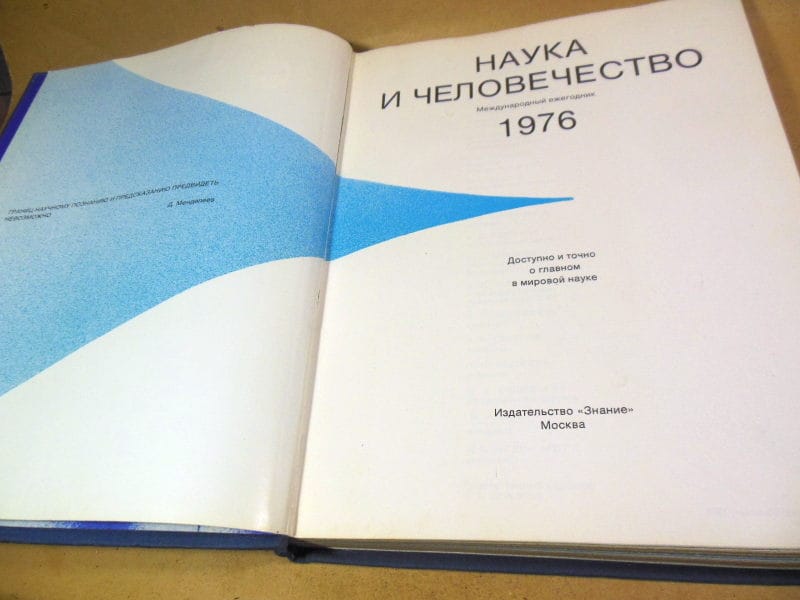 ГРАНИЦ НАУЧНОМУ ПОЗНАНИЮ И ПРЕДСКАЗАНИЮ ПРЕДВИДЕТЬ
НЕВОЗМОЖНО
Д. Менделеев
НАУКА
И ЧЕЛОВЕЧЕСТВО
Международный ежегодник
1976
Доступно и точно
о главном
в мировой науке
Издательство «Знание»
Москва